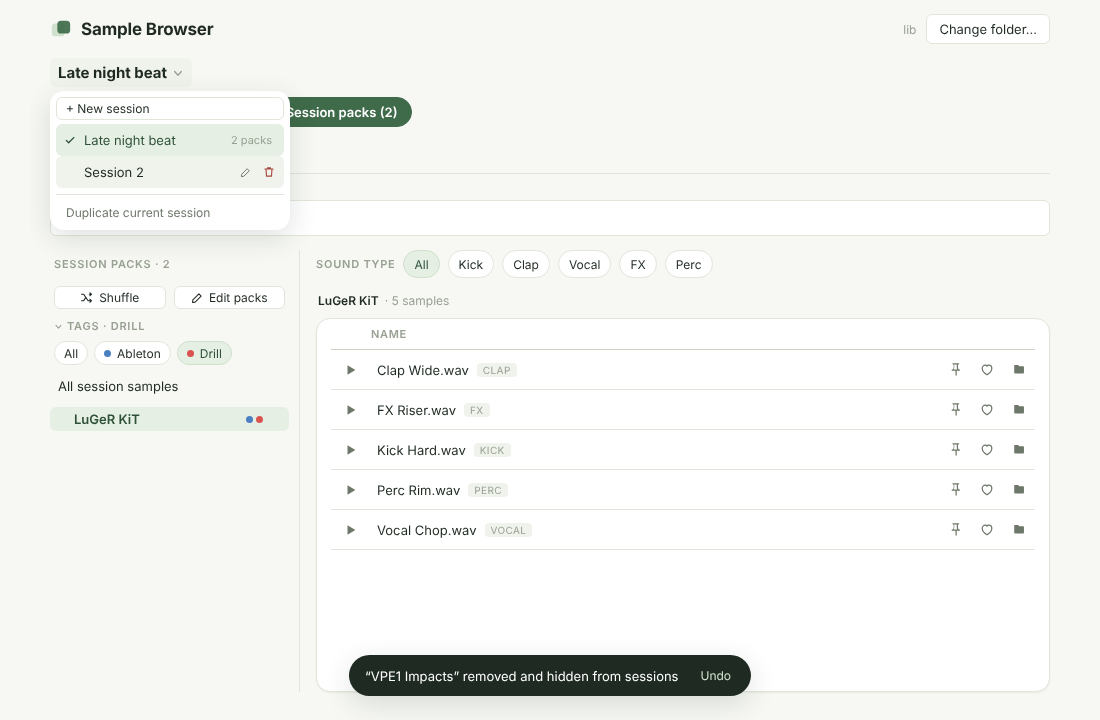 Sample Browser
lib
Change folder...
Late night beat
+ New session
Session packs (2)
Late night beat
2 packs
Session 2
Duplicate current session
SESSION PACKS · 2
Shuffle
Edit packs
TAGS · DRILL
All
Ableton
Drill
All session samples
LuGeR KiT
SOUND TYPE
All
Kick
Clap
Vocal
FX
Perc
LuGeR KiT · 5 samples
NAME
Clap Wide.wav CLAP
FX Riser.wav FX
Kick Hard.wav KICK
Perc Rim.wav PERC
Vocal Chop.wav VOCAL
“VPE1 Impacts” removed and hidden from sessions
Undo